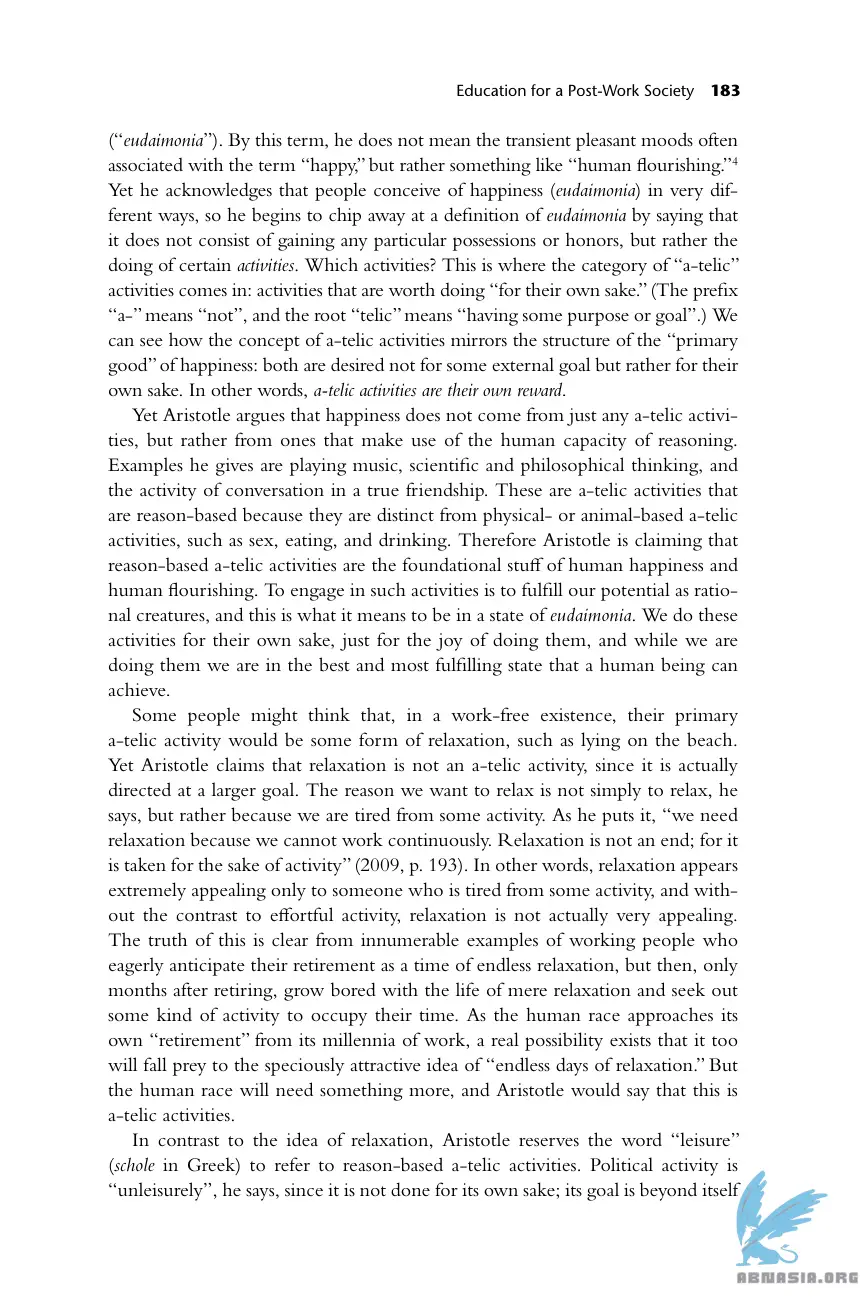 Education for a Post-Work Society 183
(“eudaimonia”). By this term, he does not mean the transient pleasant moods often
associated with the term “happy,” but rather something like “human flourishing.”4
Yet he acknowledges that people conceive of happiness (eudaimonia) in very dif-
ferent ways, so he begins to chip away at a definition of eudaimonia by saying that
it does not consist of gaining any particular possessions or honors, but rather the
doing of certain activities. Which activities? This is where the category of “a-telic”
activities comes in: activities that are worth doing “for their own sake.” (The prefix
“a-” means “not”, and the root “telic” means “having some purpose or goal”.) We
can see how the concept of a-telic activities mirrors the structure of the “primary
good” of happiness: both are desired not for some external goal but rather for their
own sake. In other words, a-telic activities are their own reward.
Yet Aristotle argues that happiness does not come from just any a-telic activi-
ties, but rather from ones that make use of the human capacity of reasoning.
Examples he gives are playing music, scientific and philosophical thinking, and
the activity of conversation in a true friendship. These are a-telic activities that
are reason-based because they are distinct from physical- or animal-based a-telic
activities, such as sex, eating, and drinking. Therefore Aristotle is claiming that
reason-based a-telic activities are the foundational stuff of human happiness and
human flourishing. To engage in such activities is to fulfill our potential as ratio-
nal creatures, and this is what it means to be in a state of eudaimonia. We do these
activities for their own sake, just for the joy of doing them, and while we are
doing them we are in the best and most fulfilling state that a human being can
achieve.
Some people might think that, in a work-free existence, their primary
a-telic activity would be some form of relaxation, such as lying on the beach.
Yet Aristotle claims that relaxation is not an a-telic activity, since it is actually
directed at a larger goal. The reason we want to relax is not simply to relax, he
says, but rather because we are tired from some activity. As he puts it, “we need
relaxation because we cannot work continuously. Relaxation is not an end; for it
is taken for the sake of activity” (2009, p. 193). In other words, relaxation appears
extremely appealing only to someone who is tired from some activity, and with-
out the contrast to effortful activity, relaxation is not actually very appealing.
The truth of this is clear from innumerable examples of working people who
eagerly anticipate their retirement as a time of endless relaxation, but then, only
months after retiring, grow bored with the life of mere relaxation and seek out
some kind of activity to occupy their time. As the human race approaches its
own “retirement” from its millennia of work, a real possibility exists that it too
will fall prey to the speciously attractive idea of “endless days of relaxation.” But
the human race will need something more, and Aristotle would say that this is
a-telic activities.
In contrast to the idea of relaxation, Aristotle reserves the word “leisure”
(schole in Greek) to refer to reason-based a-telic activities. Political activity is
“unleisurely”, he says, since it is not done for its own sake; its goal is beyond itself
ABNASIA.ORG